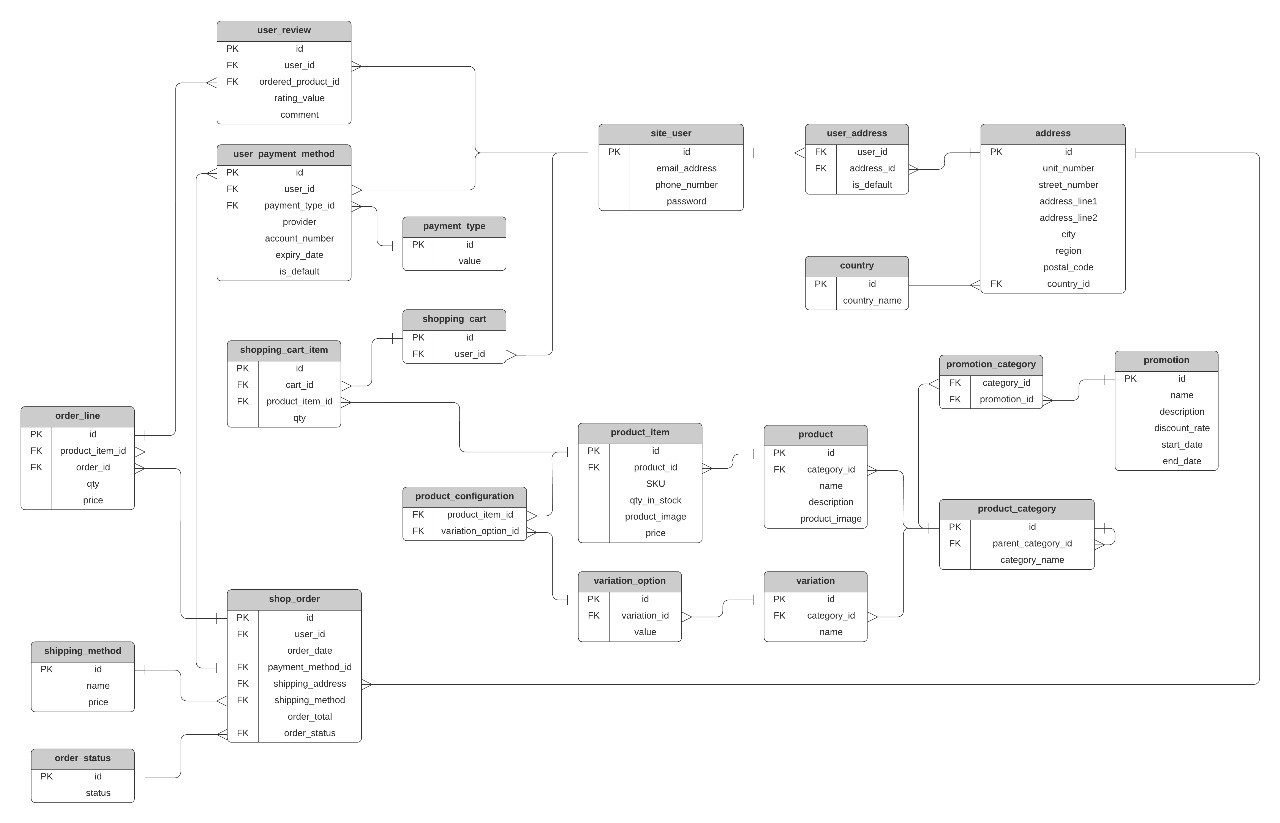 user_review
PK id
FK user_id
FK ordered_product_id
rating_value
comment
user_payment_method
PK id
FK user_id
FK payment_type_id
provider
account_number
expiry_date
is_default
payment_type
PK id
value
site_user
PK id
email_address
phone_number
password
user_address
FK user_id
FK address_id
is_default
address
PK id
unit_number
street_number
address_line1
address_line2
city
region
postal_code
FK country_id
country
PK id
country_name
shopping_cart
PK id
FK user_id
shopping_cart_item
PK id
FK cart_id
FK product_item_id
qty
order_line
PK id
FK product_item_id
FK order_id
qty
price
product_item
PK id
FK product_id
SKU
qty_in_stock
product_image
price
product
PK id
FK category_id
name
description
product_image
promotion_category
FK category_id
FK promotion_id
promotion
PK id
name
description
discount_rate
start_date
end_date
product_configuration
FK product_item_id
FK variation_option_id
product_category
PK id
FK parent_category_id
category_name
variation_option
PK id
FK variation_id
value
variation
PK id
FK category_id
name
shop_order
PK id
FK user_id
order_date
FK payment_method_id
FK shipping_address
FK shipping_method
order_total
FK order_status
shipping_method
PK id
name
price
order_status
PK id
status